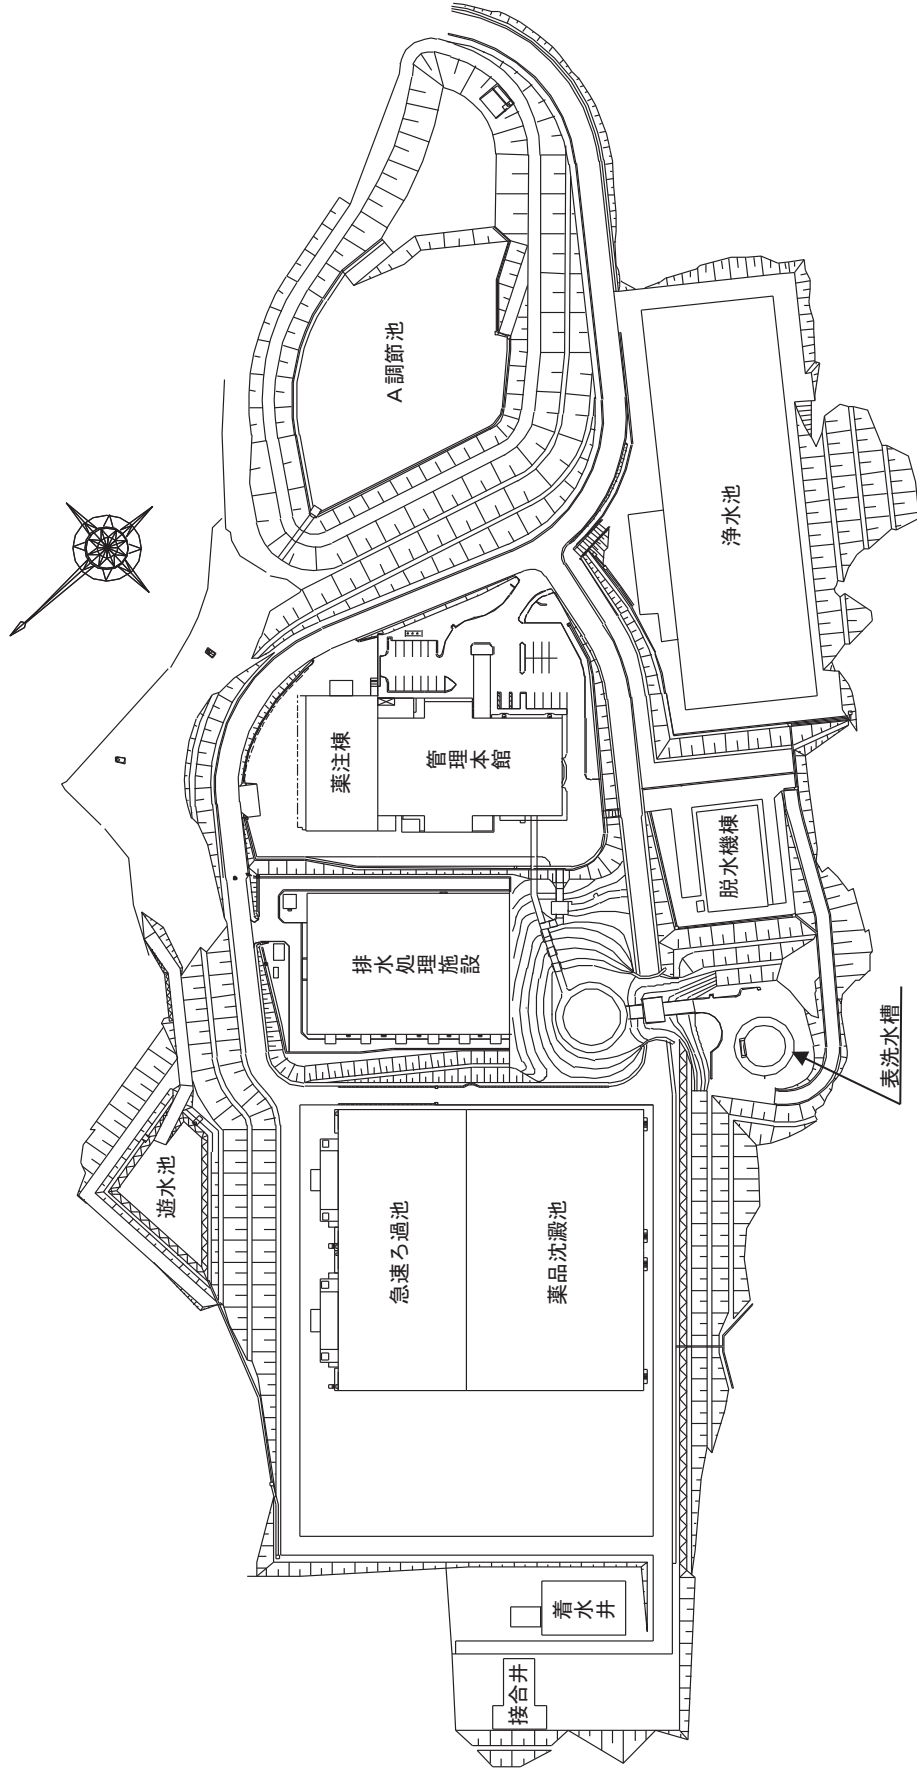 A調節池
浄水池
薬注棟
管理本館
脱水機棟
排水処理施設
表洗水槽
遊水池
急速ろ過池
薬品沈澱池
着水井
接合井